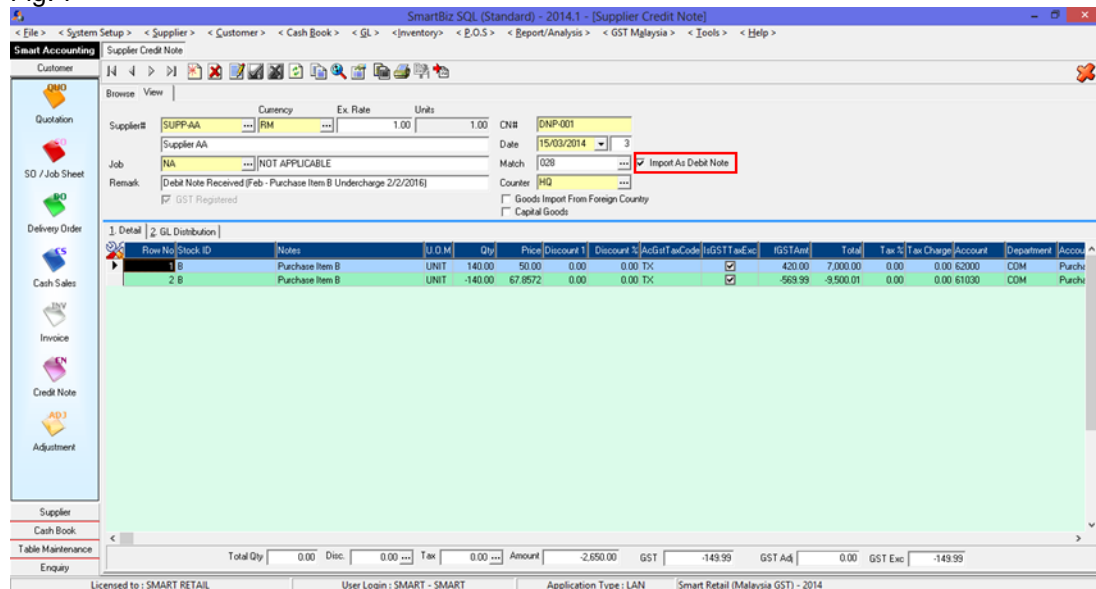 SmartBiz SQL (Standard) - 2014.1 - [Supplier Credit Note]
< File > < System Setup > < Supplier > < Customer > < Cash Book > < GL > <Inventory> < P.O.S > < Report/Analysis > < GST Malaysia > < Tools > < Help >
Smart Accounting Supplier Credit Note
Customer
Browse View
QUO
Quotation
SO
SO / Job Sheet
DO
Delivery Order
CS
Cash Sales
INV
Invoice
CN
Credit Note
ADJ
Adjustment
Supplier
Cash Book
Table Maintenance
Enquiry
Currency Ex. Rate Units
Supplier# SUPP-AA ... RM ... 1.00 1.00 CN# DNP-001
Supplier AA Date 15/03/2014 3
Job NA ... NOT APPLICABLE Match 028 ... Import As Debit Note
Remark Debit Note Received (Feb - Purchase Item B Undercharge 2/2/2016) Counter HQ ...
GST Registered Goods Import From Foreign Country
Capital Goods
1. Detail 2. GL Distribution
Row No Stock ID Notes U.O.M Qty Price Discount 1 Discount % AcGstTaxCode IsGSTTaxExc fGSTAmt Total Tax % Tax Charge Account Department Accou
1 B Purchase Item B UNIT 140.00 50.00 0.00 0.00 TX 420.00 7,000.00 0.00 0.00 62000 COM Purcha
2 B Purchase Item B UNIT -140.00 67.8572 0.00 0.00 TX -569.99 -9,500.01 0.00 0.00 61030 COM Purcha
Total Qty 0.00 Disc. 0.00 ... Tax 0.00 ... Amount -2,650.00 GST -149.99 GST Adj 0.00 GST Exc -149.99
Licensed to : SMART RETAIL User Login : SMART - SMART Application Type : LAN Smart Retail (Malaysia GST) - 2014